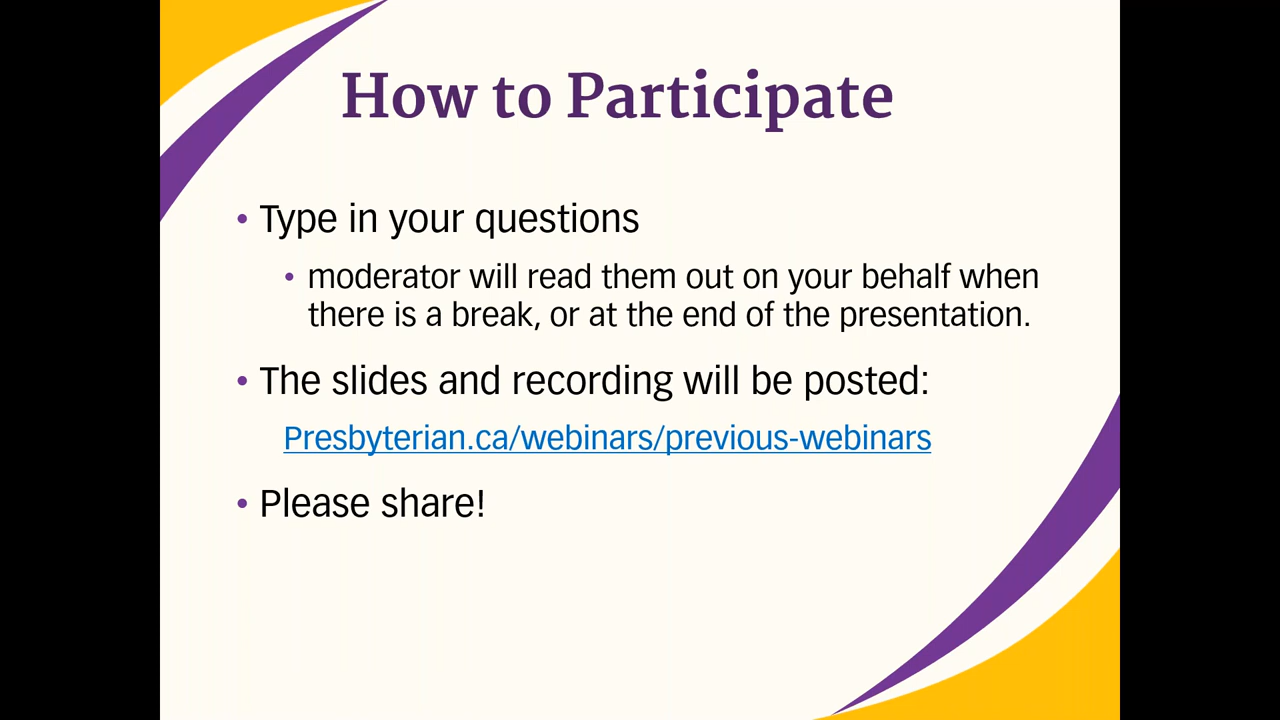 How to Participate
• Type in your questions
• moderator will read them out on your behalf when
there is a break, or at the end of the presentation.
• The slides and recording will be posted:
Presbyterian.ca/webinars/previous-webinars
• Please share!